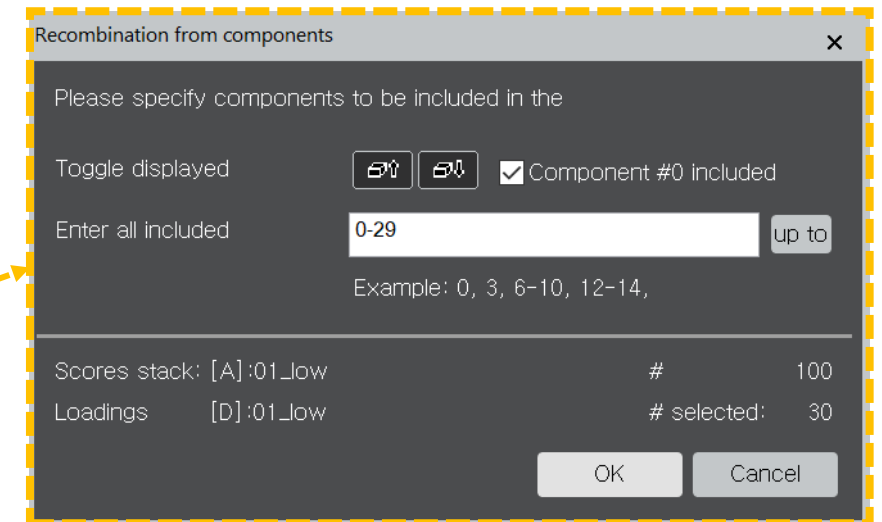 Recombination from components ×
Please specify components to be included in the
Toggle displayed Component #0 included
Enter all included 0-29 up to
Example: 0, 3, 6-10, 12-14,
Scores stack: [A]:01_low # 100
Loadings [D]:01_low # selected: 30
OK Cancel